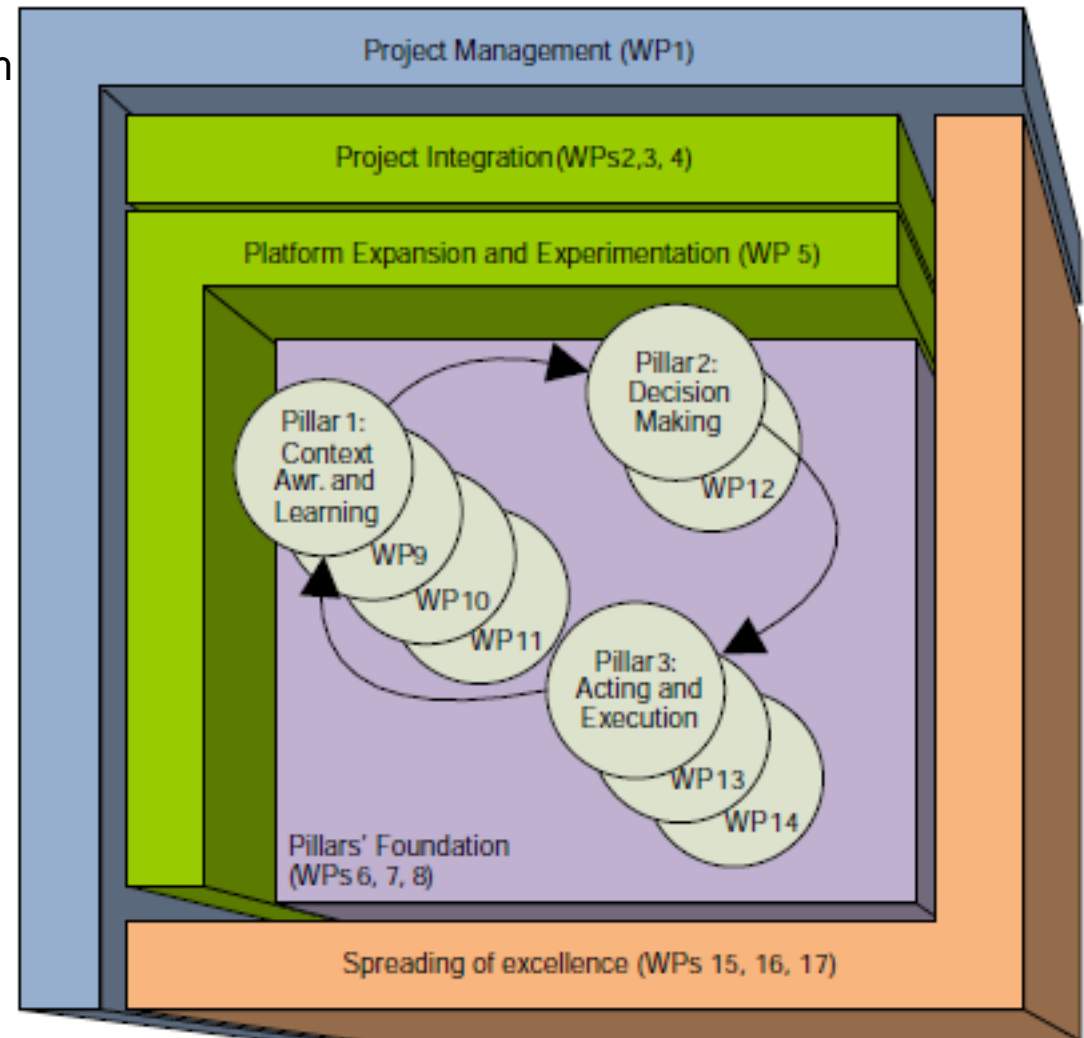 n
Project Management (WP1)
Project Integration (WPs2,3, 4)
Platform Expansion and Experimentation (WP 5)
Pillar 1:
Context
Awr. and
Learning
WP9
WP10
WP11
Pillar 2:
Decision
Making
WP12
Pillar 3:
Acting and
Execution
WP13
WP14
Pillars' Foundation
(WPs 6, 7, 8)
Spreading of excellence (WPs 15, 16, 17)